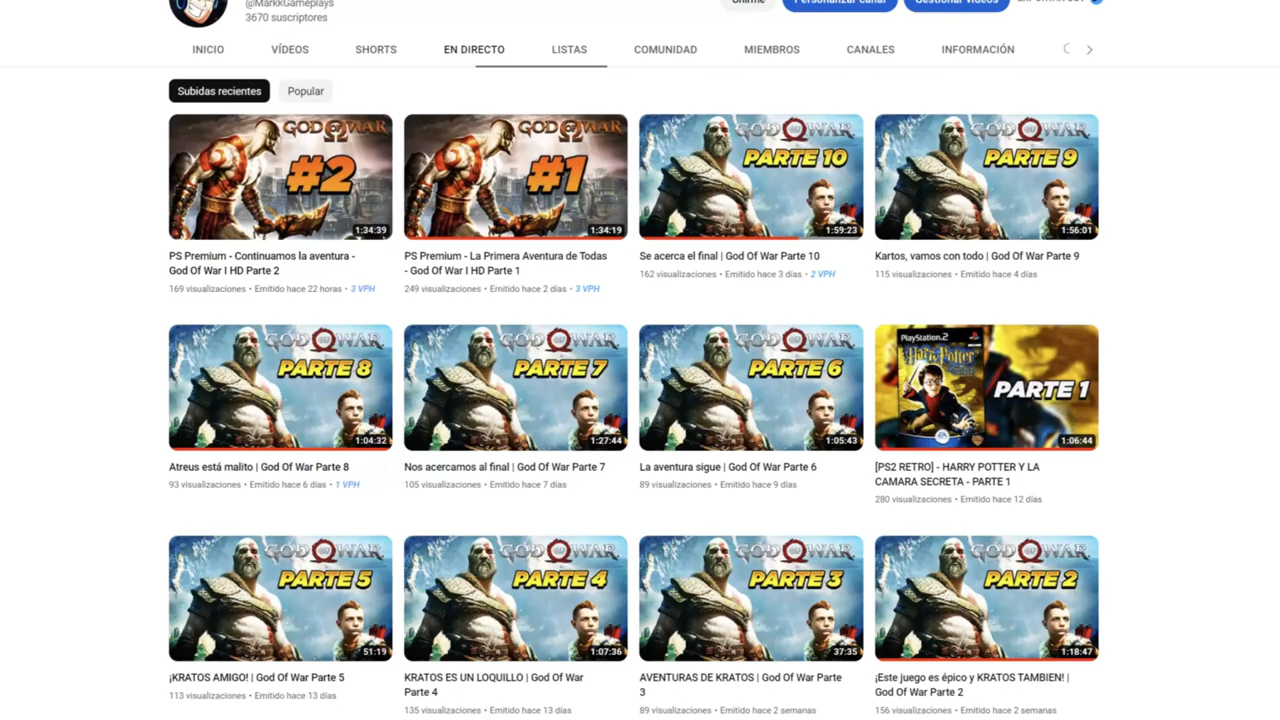 @MarkkGameplays
3670 suscriptores
Unirme
Personalizar canal
Gestionar vídeos
INICIO
VÍDEOS
SHORTS
EN DIRECTO
LISTAS
COMUNIDAD
MIEMBROS
CANALES
INFORMACIÓN
Subidas recientes
Popular
GOD OF WAR
#2
1:34:39
GOD OF WAR
#1
1:34:19
GOD OF WAR
PARTE 10
1:59:23
GOD OF WAR
PARTE 9
1:56:01
PS Premium - Continuamos la aventura -
God Of War I HD Parte 2
169 visualizaciones • Emitido hace 22 horas • 3 VPH
PS Premium - La Primera Aventura de Todas
- God Of War I HD Parte 1
249 visualizaciones • Emitido hace 2 días • 3 VPH
Se acerca el final | God Of War Parte 10
162 visualizaciones • Emitido hace 3 días • 2 VPH
Kartos, vamos con todo | God Of War Parte 9
115 visualizaciones • Emitido hace 4 días
GOD OF WAR
PARTE 8
1:04:32
GOD OF WAR
PARTE 7
1:27:44
GOD OF WAR
PARTE 6
1:05:43
PlayStation.2
Harry Potter
PARTE 1
1:06:44
Atreus está malito | God Of War Parte 8
93 visualizaciones • Emitido hace 6 días • 1 VPH
Nos acercamos al final | God Of War Parte 7
105 visualizaciones • Emitido hace 7 días
La aventura sigue | God Of War Parte 6
89 visualizaciones • Emitido hace 9 días
[PS2 RETRO] - HARRY POTTER Y LA
CAMARA SECRETA - PARTE 1
280 visualizaciones • Emitido hace 12 días
GOD OF WAR
PARTE 5
51:19
GOD OF WAR
PARTE 4
1:07:36
GOD OF WAR
PARTE 3
37:35
GOD OF WAR
PARTE 2
1:18:47
¡KRATOS AMIGO! | God Of War Parte 5
113 visualizaciones • Emitido hace 13 días
KRATOS ES UN LOQUILLO | God Of War
Parte 4
135 visualizaciones • Emitido hace 13 días
AVENTURAS DE KRATOS | God Of War Parte
3
89 visualizaciones • Emitido hace 2 semanas
¡Este juego es épico y KRATOS TAMBIEN! |
God Of War Parte 2
156 visualizaciones • Emitido hace 2 semanas